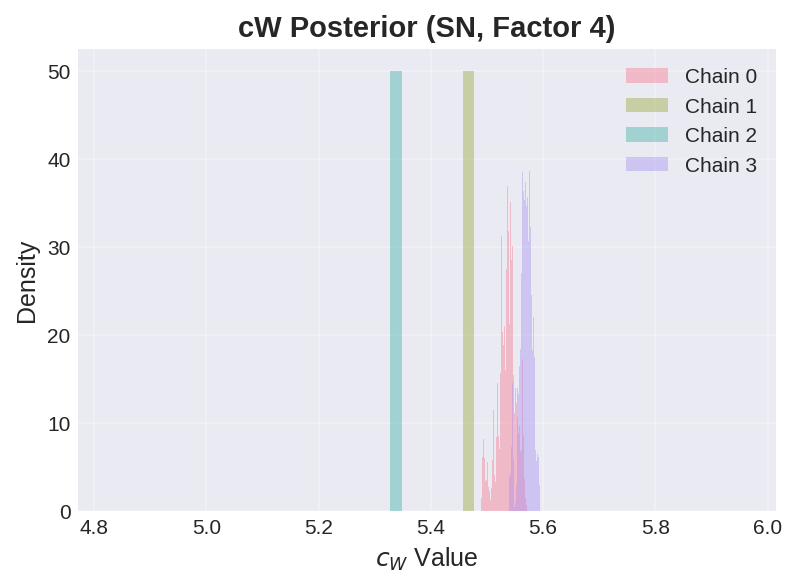 cW Posterior (SN, Factor 4)
50
40
30
20
10
0
Density
Chain 0
Chain 1
Chain 2
Chain 3
4.8 5.0 5.2 5.4 5.6 5.8 6.0
c_W Value